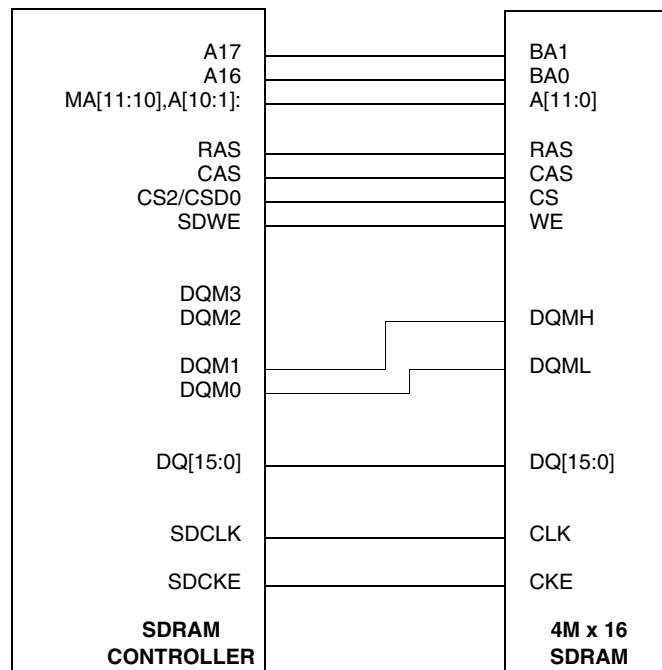 A17 BA1
A16 BA0
MA[11:10],A[10:1]: A[11:0]
RAS RAS
CAS CAS
CS2/CSD0 CS
SDWE WE
DQM3
DQM2 DQMH
DQM1 DQML
DQM0
DQ[15:0] DQ[15:0]
SDCLK CLK
SDCKE CKE
SDRAM 4M x 16
CONTROLLER SDRAM